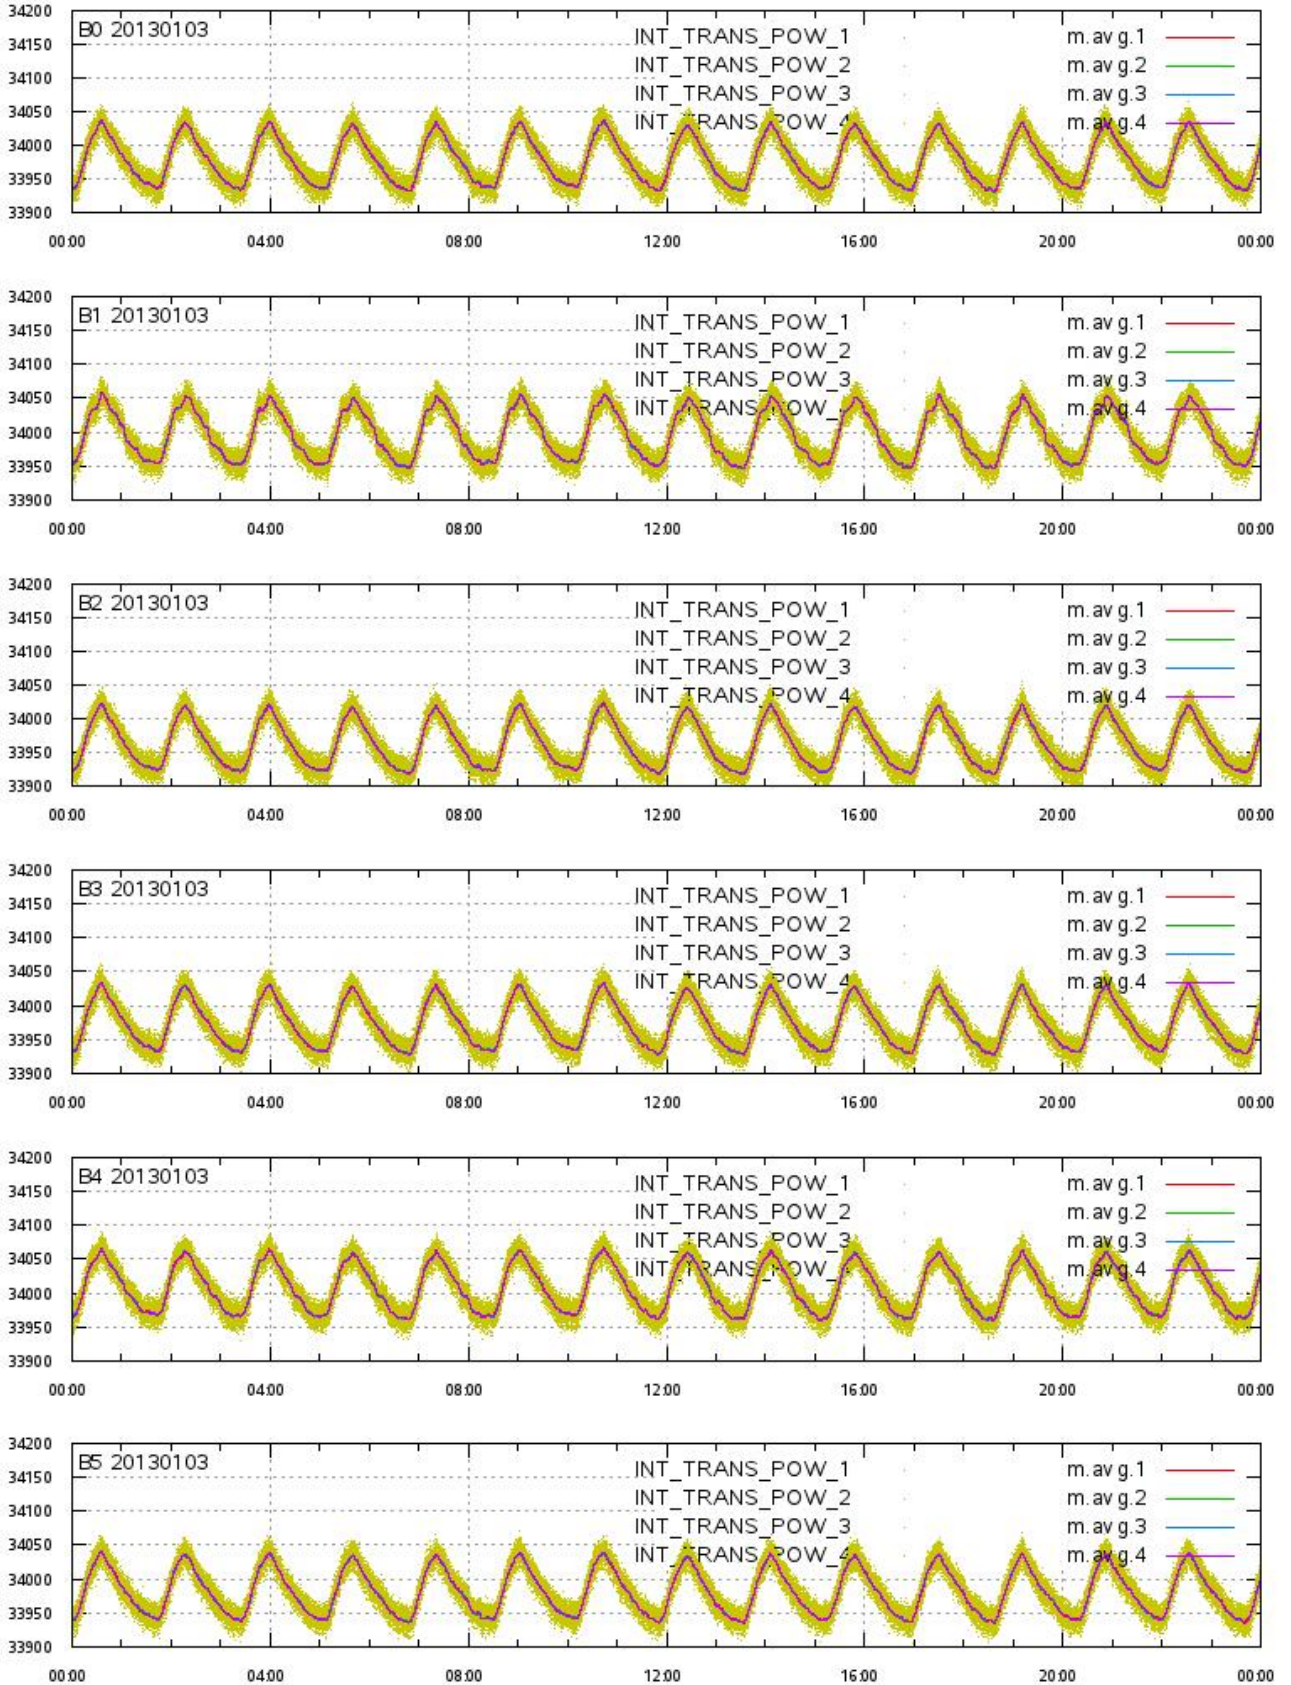 34200
B0 20130103
INT_TRANS_POW_1 m.avg.1
34150
INT_TRANS_POW_2 m.avg.2
34100
INT_TRANS_POW_3 m.avg.3
34050
INT_TRANS_POW_4 m.avg.4
34000
33950
33900
00:00 04:00 08:00 12:00 16:00 20:00 00:00
34200
B1 20130103
INT_TRANS_POW_1 m.avg.1
34150
INT_TRANS_POW_2 m.avg.2
34100
INT_TRANS_POW_3 m.avg.3
34050
INT_TRANS_POW_ m.avg.4
34000
33950
33900
00:00 04:00 08:00 12:00 16:00 20:00 00:00
34200
B2 20130103
INT_TRANS_POW_1 m.avg.1
34150
INT_TRANS_POW_2 m.avg.2
34100
INT_TRANS_POW_3 m.avg.3
34050
INT_TRANS_POW_4 m.avg.4
34000
33950
33900
00:00 04:00 08:00 12:00 16:00 20:00 00:00
34200
B3 20130103
INT_TRANS_POW_1 m.avg.1
34150
INT_TRANS_POW_2 m.avg.2
34100
INT_TRANS_POW_3 m.avg.3
34050
INT_TRANS_POW_4 m.avg.4
34000
33950
33900
00:00 04:00 08:00 12:00 16:00 20:00 00:00
34200
B4 20130103
INT_TRANS_POW_1 m.avg.1
34150
INT_TRANS_POW_2 m.avg.2
34100
INT_TRANS_POW_3 m.avg.3
34050
INT_TRANS_POW_ m.avg.4
34000
33950
33900
00:00 04:00 08:00 12:00 16:00 20:00 00:00
34200
B5 20130103
INT_TRANS_POW_1 m.avg.1
34150
INT_TRANS_POW_2 m.avg.2
34100
INT_TRANS_POW_3 m.avg.3
34050
INT_TRANS_POW_4 m.avg.4
34000
33950
33900
00:00 04:00 08:00 12:00 16:00 20:00 00:00